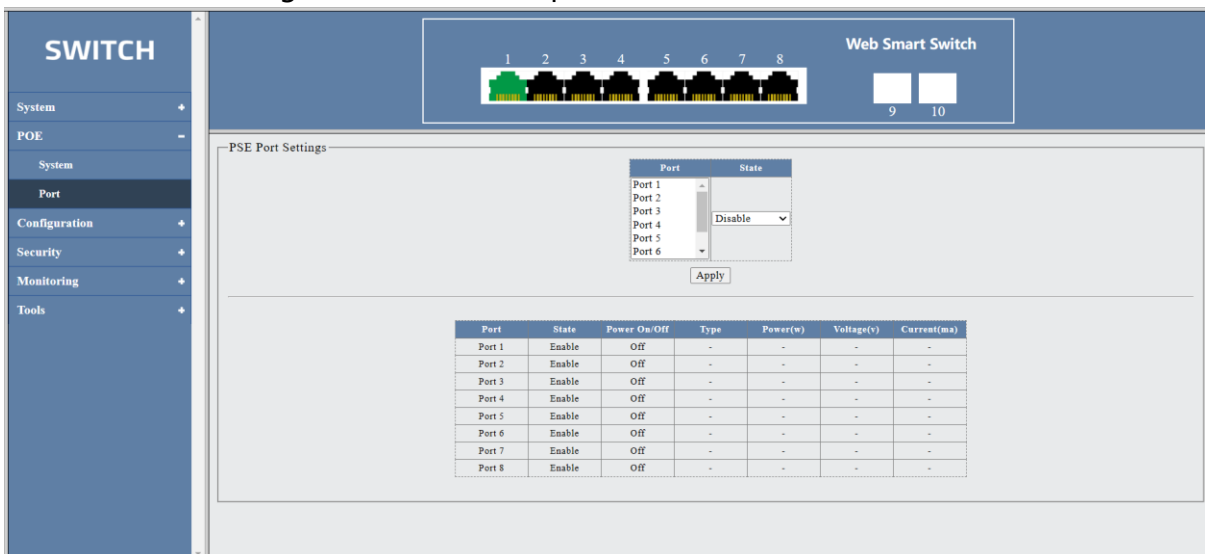 SWITCH
System
POE
System
Port
Configuration
Security
Monitoring
Tools
Web Smart Switch
1 2 3 4 5 6 7 8
9 10
PSE Port Settings
Port State
Port 1
Port 2
Port 3
Port 4
Port 5
Port 6
Disable
Apply
Port State Power On/Off Type Power(w) Voltage(v) Current(ma)
Port 1 Enable Off - - - -
Port 2 Enable Off - - - -
Port 3 Enable Off - - - -
Port 4 Enable Off - - - -
Port 5 Enable Off - - - -
Port 6 Enable Off - - - -
Port 7 Enable Off - - - -
Port 8 Enable Off - - - -